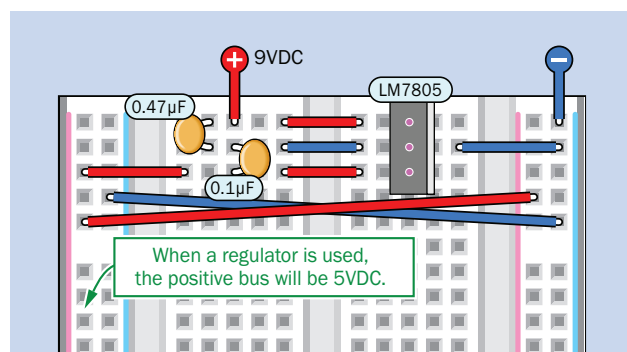 +
9VDC
−
LM7805
0.47µF
0.1µF
When a regulator is used,
the positive bus will be 5VDC.